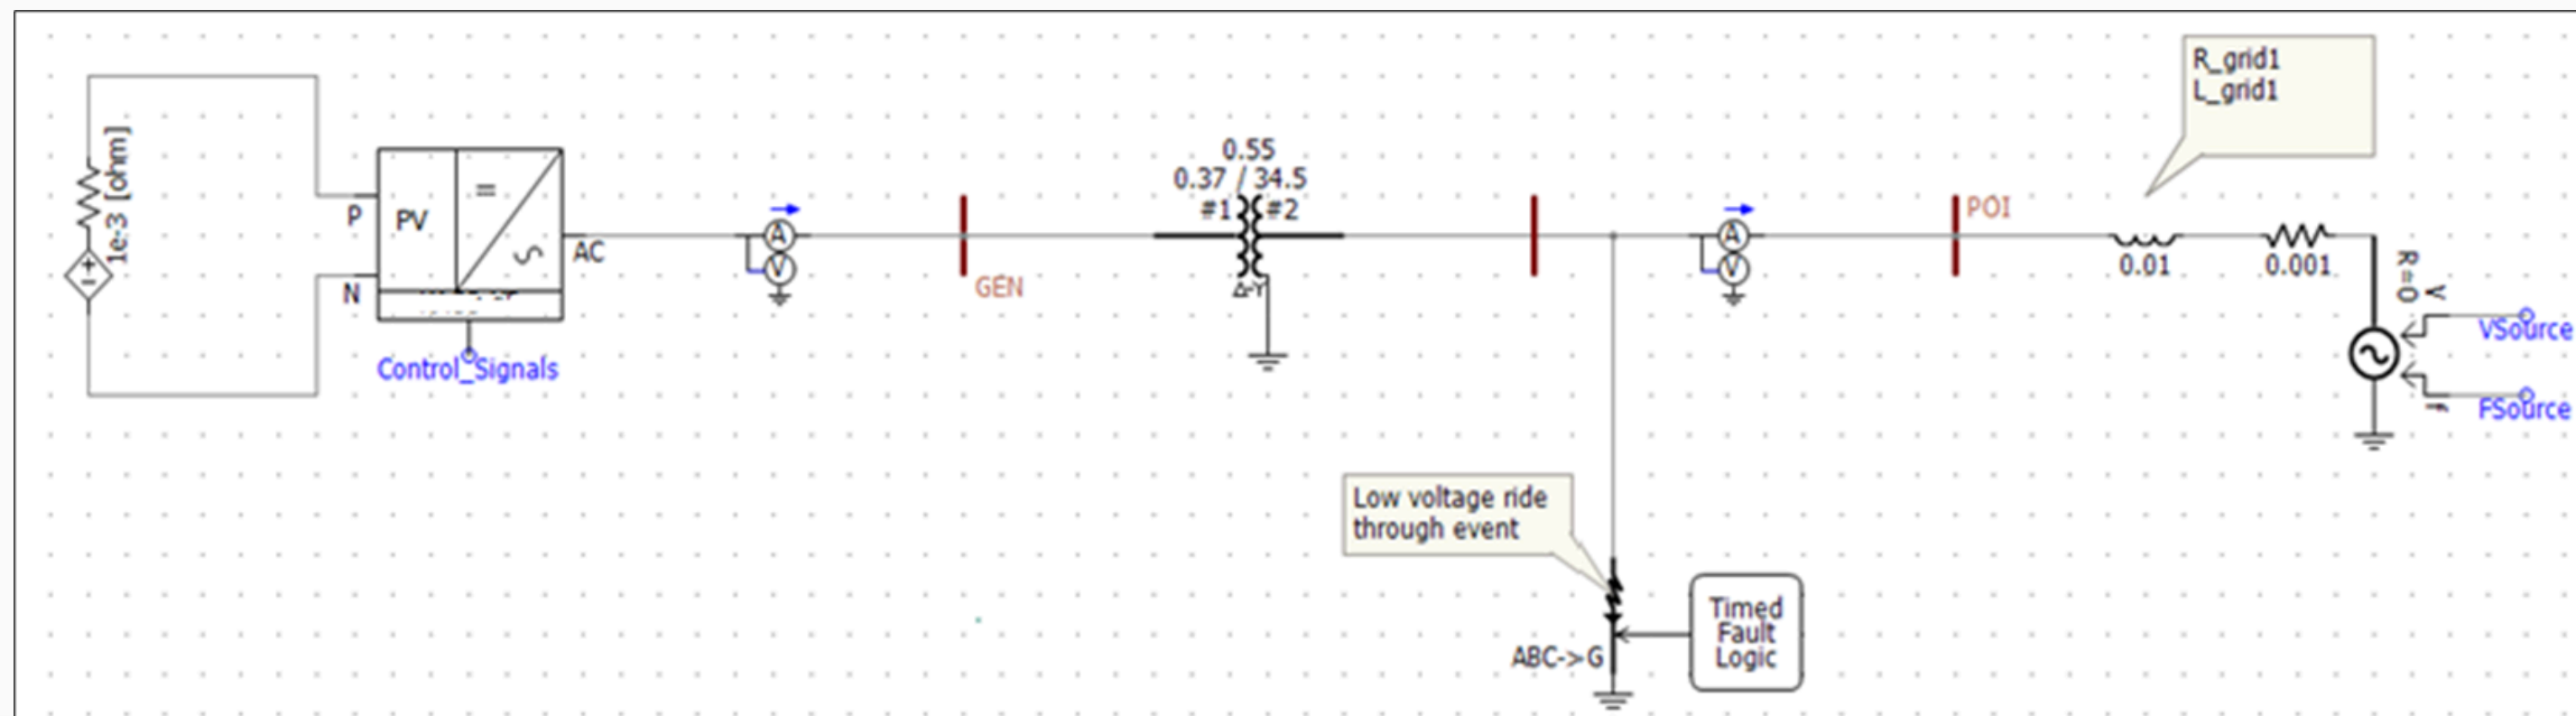 R_grid1
L_grid1
1e-3 [ohm]
0.55
0.37 / 34.5
#1
#2
P
PV
=
A
A
POI
AC
V
V
0.01
0.001
R=0
V
N
GEN
Δ-Y
VSource
Control_Signals
f
FSource
Low voltage ride
through event
Timed
Fault
Logic
ABC->G